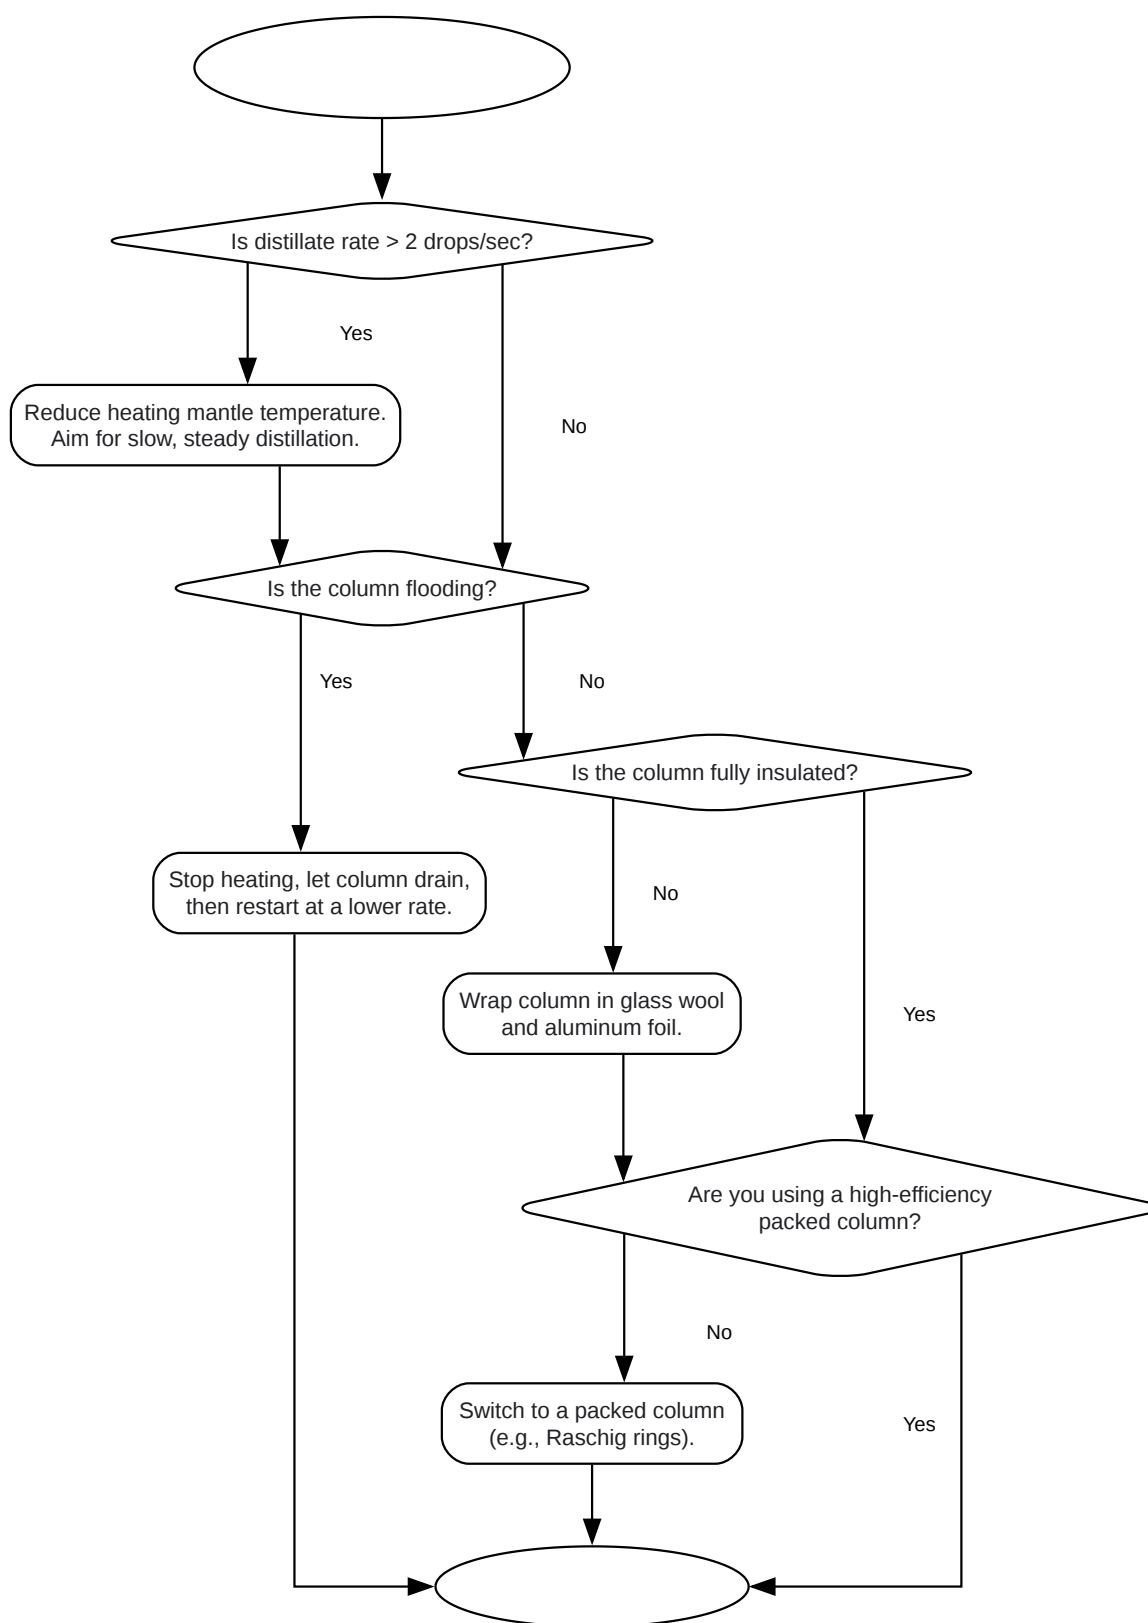 Is distillate rate > 2 drops/sec?
Yes
Reduce heating mantle temperature.
Aim for slow, steady distillation.
No
Is the column flooding?
Yes
No
Is the column fully insulated?
Stop heating, let column drain,
then restart at a lower rate.
No
Wrap column in glass wool
and aluminum foil.
Yes
Are you using a high-efficiency
packed column?
No
Switch to a packed column
(e.g., Raschig rings).
Yes